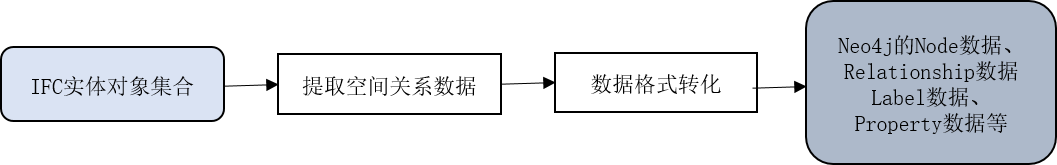 IFC实体对象集合
提取空间关系数据
数据格式转化
Neo4j的Node数据、
Relationship数据
Label数据、
Property数据等